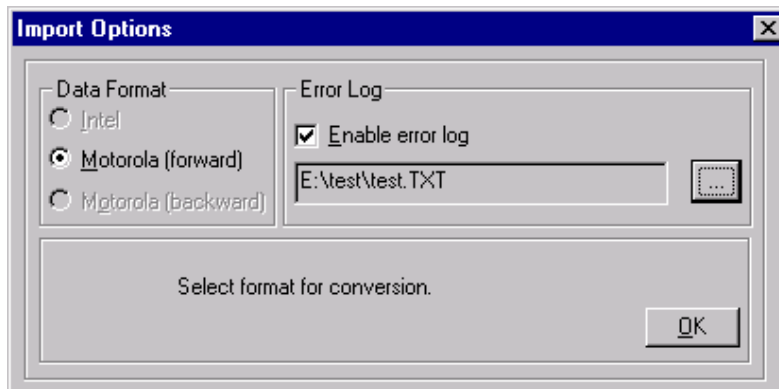 Import Options
Data Format
Intel
Motorola (forward)
Motorola (backward)
Error Log
Enable error log
E:\test\test.TXT
...
Select format for conversion.
OK